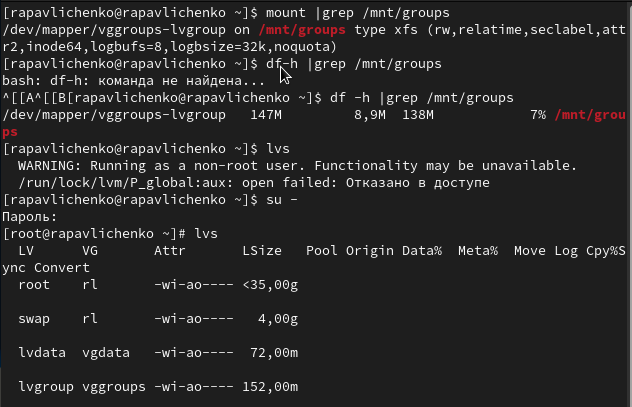 [rapavlichenko@rapavlichenko ~]$ mount |grep /mnt/groups
/dev/mapper/vggroups-lvgroup on /mnt/groups type xfs (rw,relatime,seclabel,att
r2,inode64,logbufs=8,logbsize=32k,noquota)
[rapavlichenko@rapavlichenko ~]$ df-h |grep /mnt/groups
bash: df-h: команда не найдена...
^[[A^[[B[rapavlichenko@rapavlichenko ~]$ df -h |grep /mnt/groups
/dev/mapper/vggroups-lvgroup   147M         8,9M  138M            7% /mnt/grou
ps
[rapavlichenko@rapavlichenko ~]$ lvs
  WARNING: Running as a non-root user. Functionality may be unavailable.
  /run/lock/lvm/P_global:aux: open failed: Отказано в доступе
[rapavlichenko@rapavlichenko ~]$ su -
Пароль:
[root@rapavlichenko ~]# lvs
  LV      VG       Attr       LSize   Pool Origin Data%  Meta%  Move Log Cpy%S
ync Convert
  root    rl       -wi-ao---- <35,00g
  swap    rl       -wi-ao----   4,00g
  lvdata  vgdata   -wi-ao----  72,00m
  lvgroup vggroups -wi-ao---- 152,00m